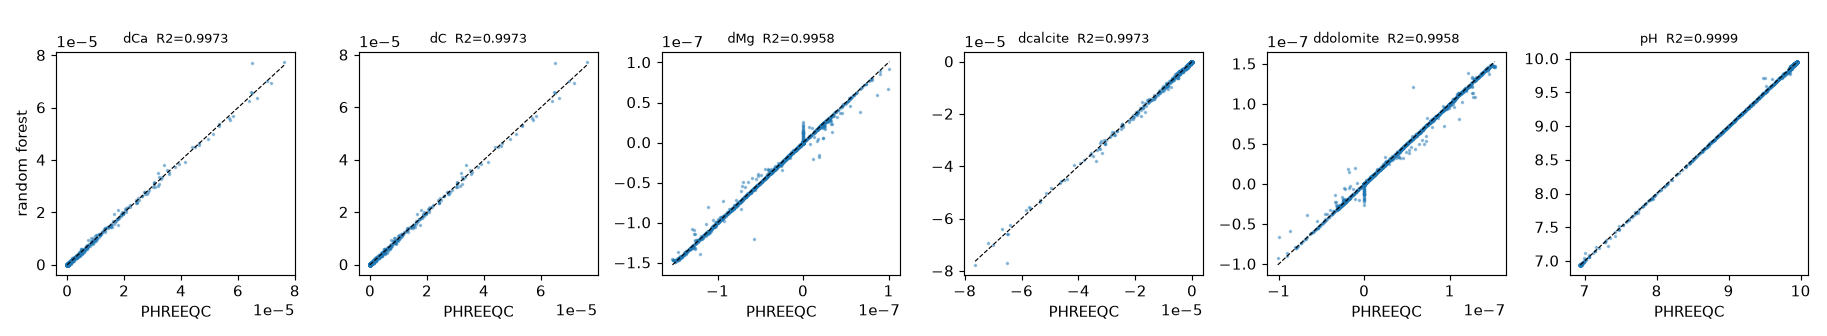 dCa R2=0.9973
1e−5
8
6
4
2
0
random forest
0 2 4 6 8
PHREEQC
1e−5
dC R2=0.9973
1e−5
8
6
4
2
0
0 2 4 6
PHREEQC
1e−5
dMg R2=0.9958
1e−7
1.0
0.5
0.0
−0.5
−1.0
−1.5
−1 0 1
PHREEQC
1e−7
dcalcite R2=0.9973
1e−5
0
−2
−4
−6
−8
−8 −6 −4 −2 0
PHREEQC
1e−5
ddolomite R2=0.9958
1e−7
1.5
1.0
0.5
0.0
−0.5
−1.0
−1 0 1
PHREEQC
1e−7
pH R2=0.9999
10.0
9.5
9.0
8.5
8.0
7.5
7.0
7 8 9 10
PHREEQC